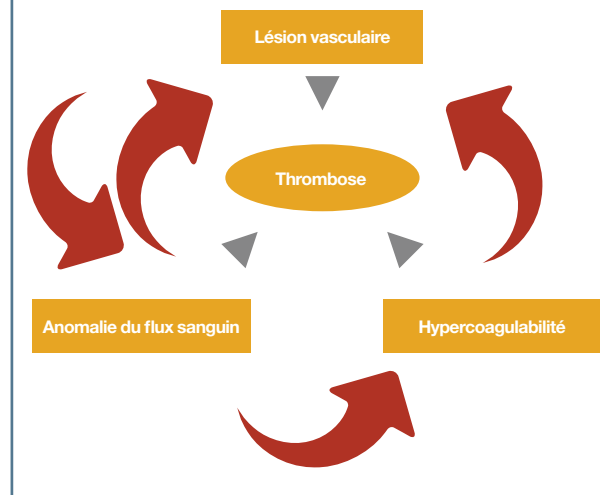 Lésion vasculaire
Thrombose
Anomalie du flux sanguin
Hypercoagulabilité